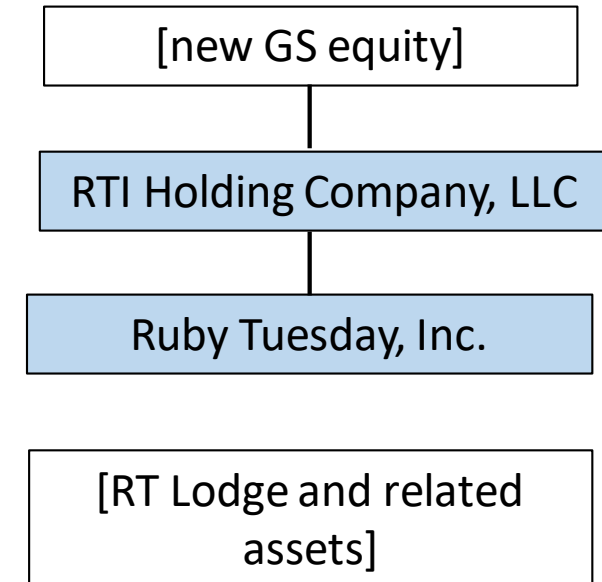 [new GS equity]
RTI Holding Company, LLC
Ruby Tuesday, Inc.
[RT Lodge and related
assets]